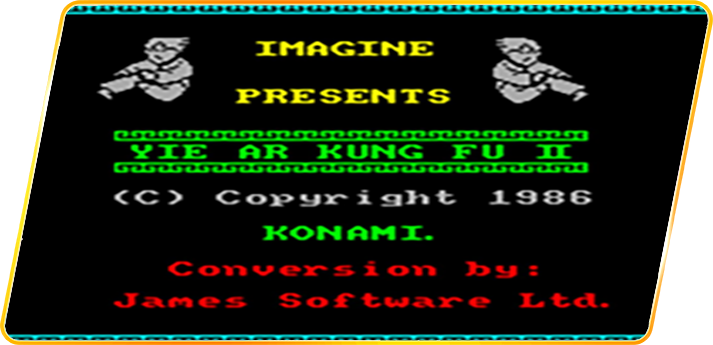 IMAGINE
PRESENTS
YIE AR KUNG FU II
(C) Copyright 1986
KONAMI.
Conversion by:
James Software Ltd.